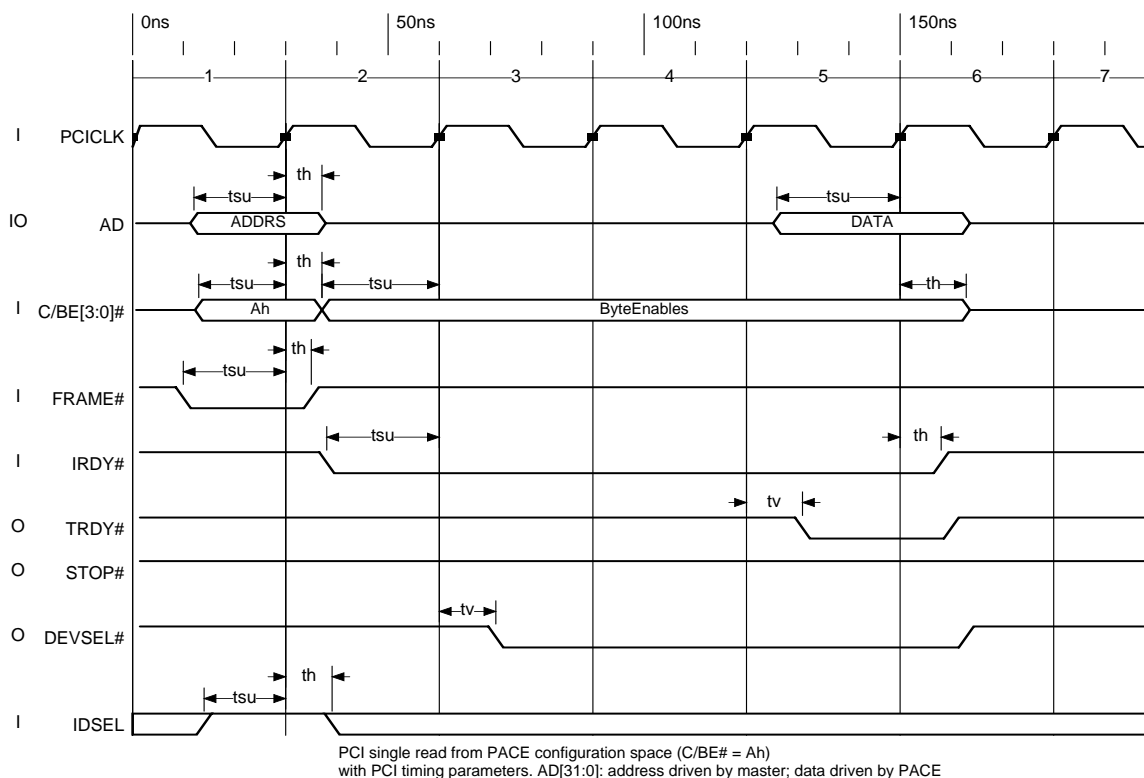 0ns 50ns 100ns 150ns
1 2 3 4 5 6 7
I PCICLK
th
tsu tsu
IO AD ADDRS DATA
th
tsu tsu th
I C/BE[3:0]# Ah ByteEnables
th
tsu
I FRAME#
tsu th
I IRDY#
tv
O TRDY#
O STOP#
tv
O DEVSEL#
th
tsu
I IDSEL
PCI single read from PACE configuration space (C/BE# = Ah)
with PCI timing parameters. AD[31:0]: address driven by master; data driven by PACE